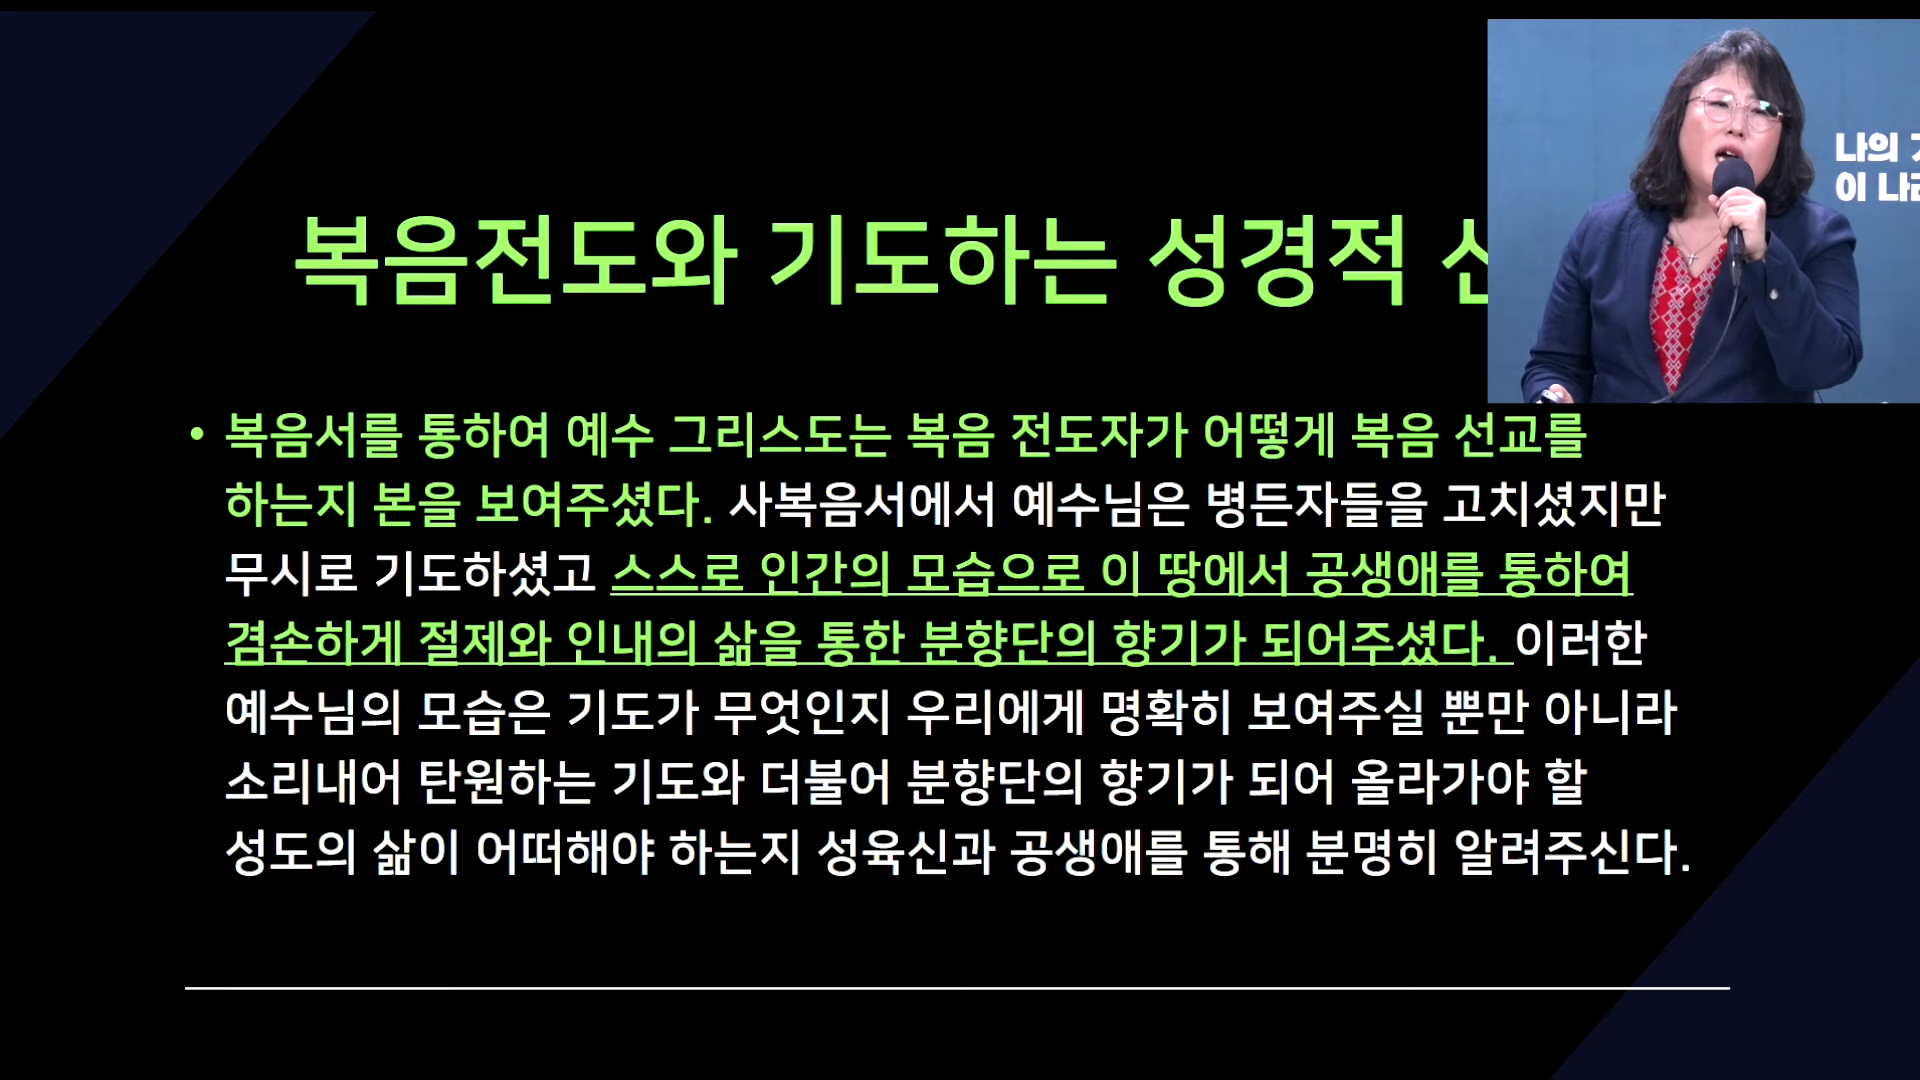 복음전도와 기도하는 성경적
복음서를 통하여 예수 그리스도는 복음 전도자가 어떻게 복음 선교를
하는지 본을 보여주셨다. 사복음서에서 예수님은 병든자들을 고치셨지만
무시로 기도하셨고 스스로 인간의 모습으로 이 땅에서 공생애를 통하여
겸손하게 절제와 인내의 삶을 통한 분향단의 향기가 되어주셨다. 이러한
예수님의 모습은 기도가 무엇인지 우리에게 명확히 보여주실 뿐만 아니라
소리내어 탄원하는 기도와 더불어 분향단의 향기가 되어 올라가야 할
성도의 삶이 어떠해야 하는지 성육신과 공생애를 통해 분명히 알려주신다.
나의
이